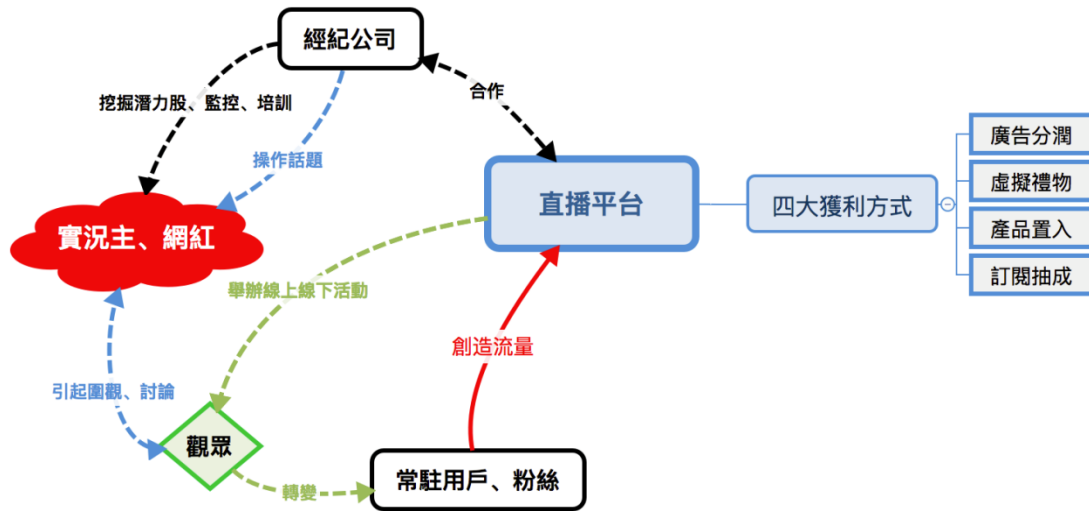 經紀公司
挖掘潛力股、監控、培訓
合作
操作話題
實況主、網紅
直播平台
四大獲利方式
廣告分潤
虛擬禮物
產品置入
訂閱抽成
舉辦線上線下活動
創造流量
引起圍觀、討論
觀眾
轉變
常駐用戶、粉絲